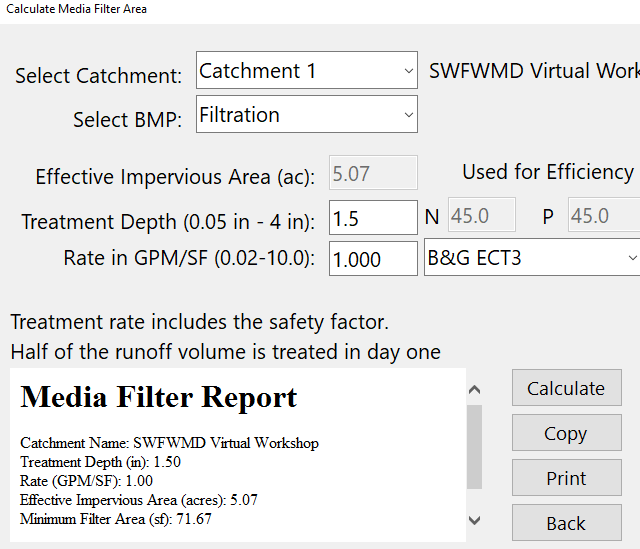 Calculate Media Filter Area
Select Catchment: Catchment 1 SWFWMD Virtual Work
Select BMP: Filtration
Effective Impervious Area (ac): 5.07 Used for Efficiency
Treatment Depth (0.05 in - 4 in): 1.5 N 45.0 P 45.0
Rate in GPM/SF (0.02-10.0): 1.000 B&G ECT3
Treatment rate includes the safety factor.
Half of the runoff volume is treated in day one
Media Filter Report
Catchment Name: SWFWMD Virtual Workshop
Treatment Depth (in): 1.50
Rate (GPM/SF): 1.00
Effective Impervious Area (acres): 5.07
Minimum Filter Area (sf): 71.67
Calculate
Copy
Print
Back